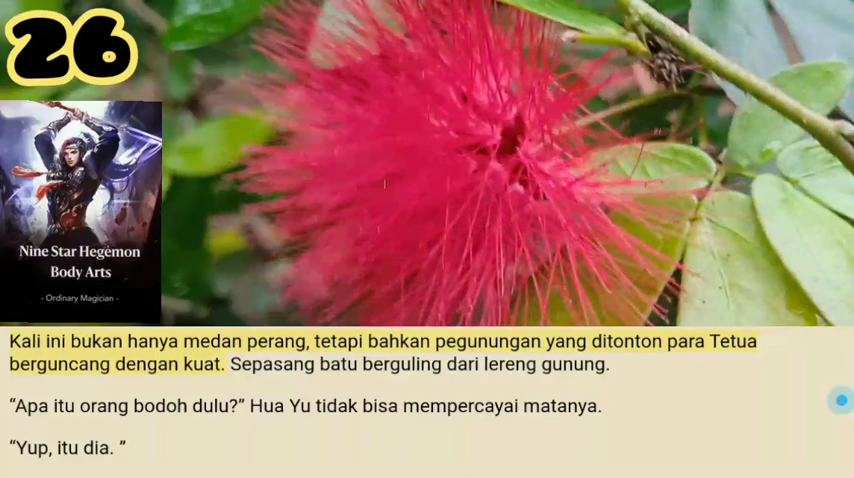 26
Nine Star Hegemon
Body Arts
- Ordinary Magician -
Kali ini bukan hanya medan perang, tetapi bahkan pegunungan yang ditonton para Tetua
berguncang dengan kuat. Sepasang batu berguling dari lereng gunung.
“Apa itu orang bodoh dulu?” Hua Yu tidak bisa mempercayai matanya.
“Yup, itu dia. ”